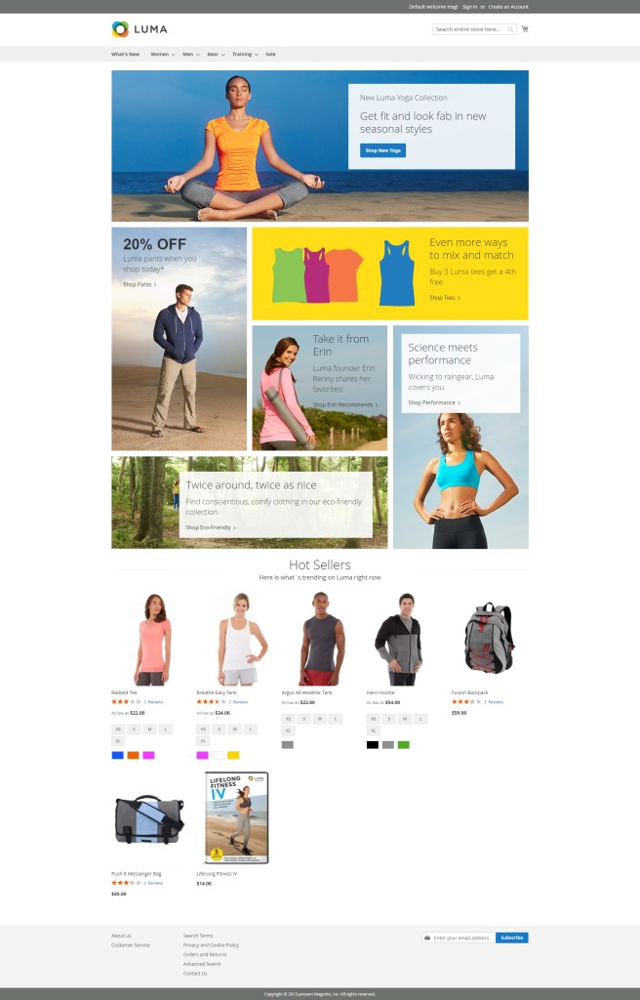 Default welcome msg! Sign In or Create an Account
LUMA
Search entire store here...
What's New Women Men Gear Training Sale
New Luma Yoga Collection
Get fit and look fab in new
seasonal styles
Shop New Yoga
20% OFF
Luma pants when you
shop today*
Shop Pants
Even more ways
to mix and match
Buy 3 Luma tees get a 4th
free
Shop Tees
Take it from
Erin
Luma founder Erin
Renny shares her
favorites!
Shop Erin Recommends
Science meets
performance
Wicking to raingear, Luma
covers you
Shop Performance
Twice around, twice as nice
Find conscientious, comfy clothing in our eco-friendly
collection
Shop Eco-Friendly
Hot Sellers
Here is what`s trending on Luma right now
Radiant Tee
3 Reviews
As low as $22.00
XS S M L
XL
Breathe-Easy Tank
2 Reviews
As low as $34.00
XS S M L
XL
Argus All-Weather Tank
As low as $22.00
XS S M L
XL
Hero Hoodie
As low as $54.00
XS S M L
XL
Fusion Backpack
3 Reviews
$59.00
LIFELONG
FITNESS
IV
LUMA
Push It Messenger Bag
3 Reviews
$45.00
LifeLong Fitness IV
$14.00
About us
Customer Service
Search Terms
Privacy and Cookie Policy
Orders and Returns
Advanced Search
Contact Us
Enter your email address
Subscribe
Copyright © 2013-present Magento, Inc. All rights reserved.